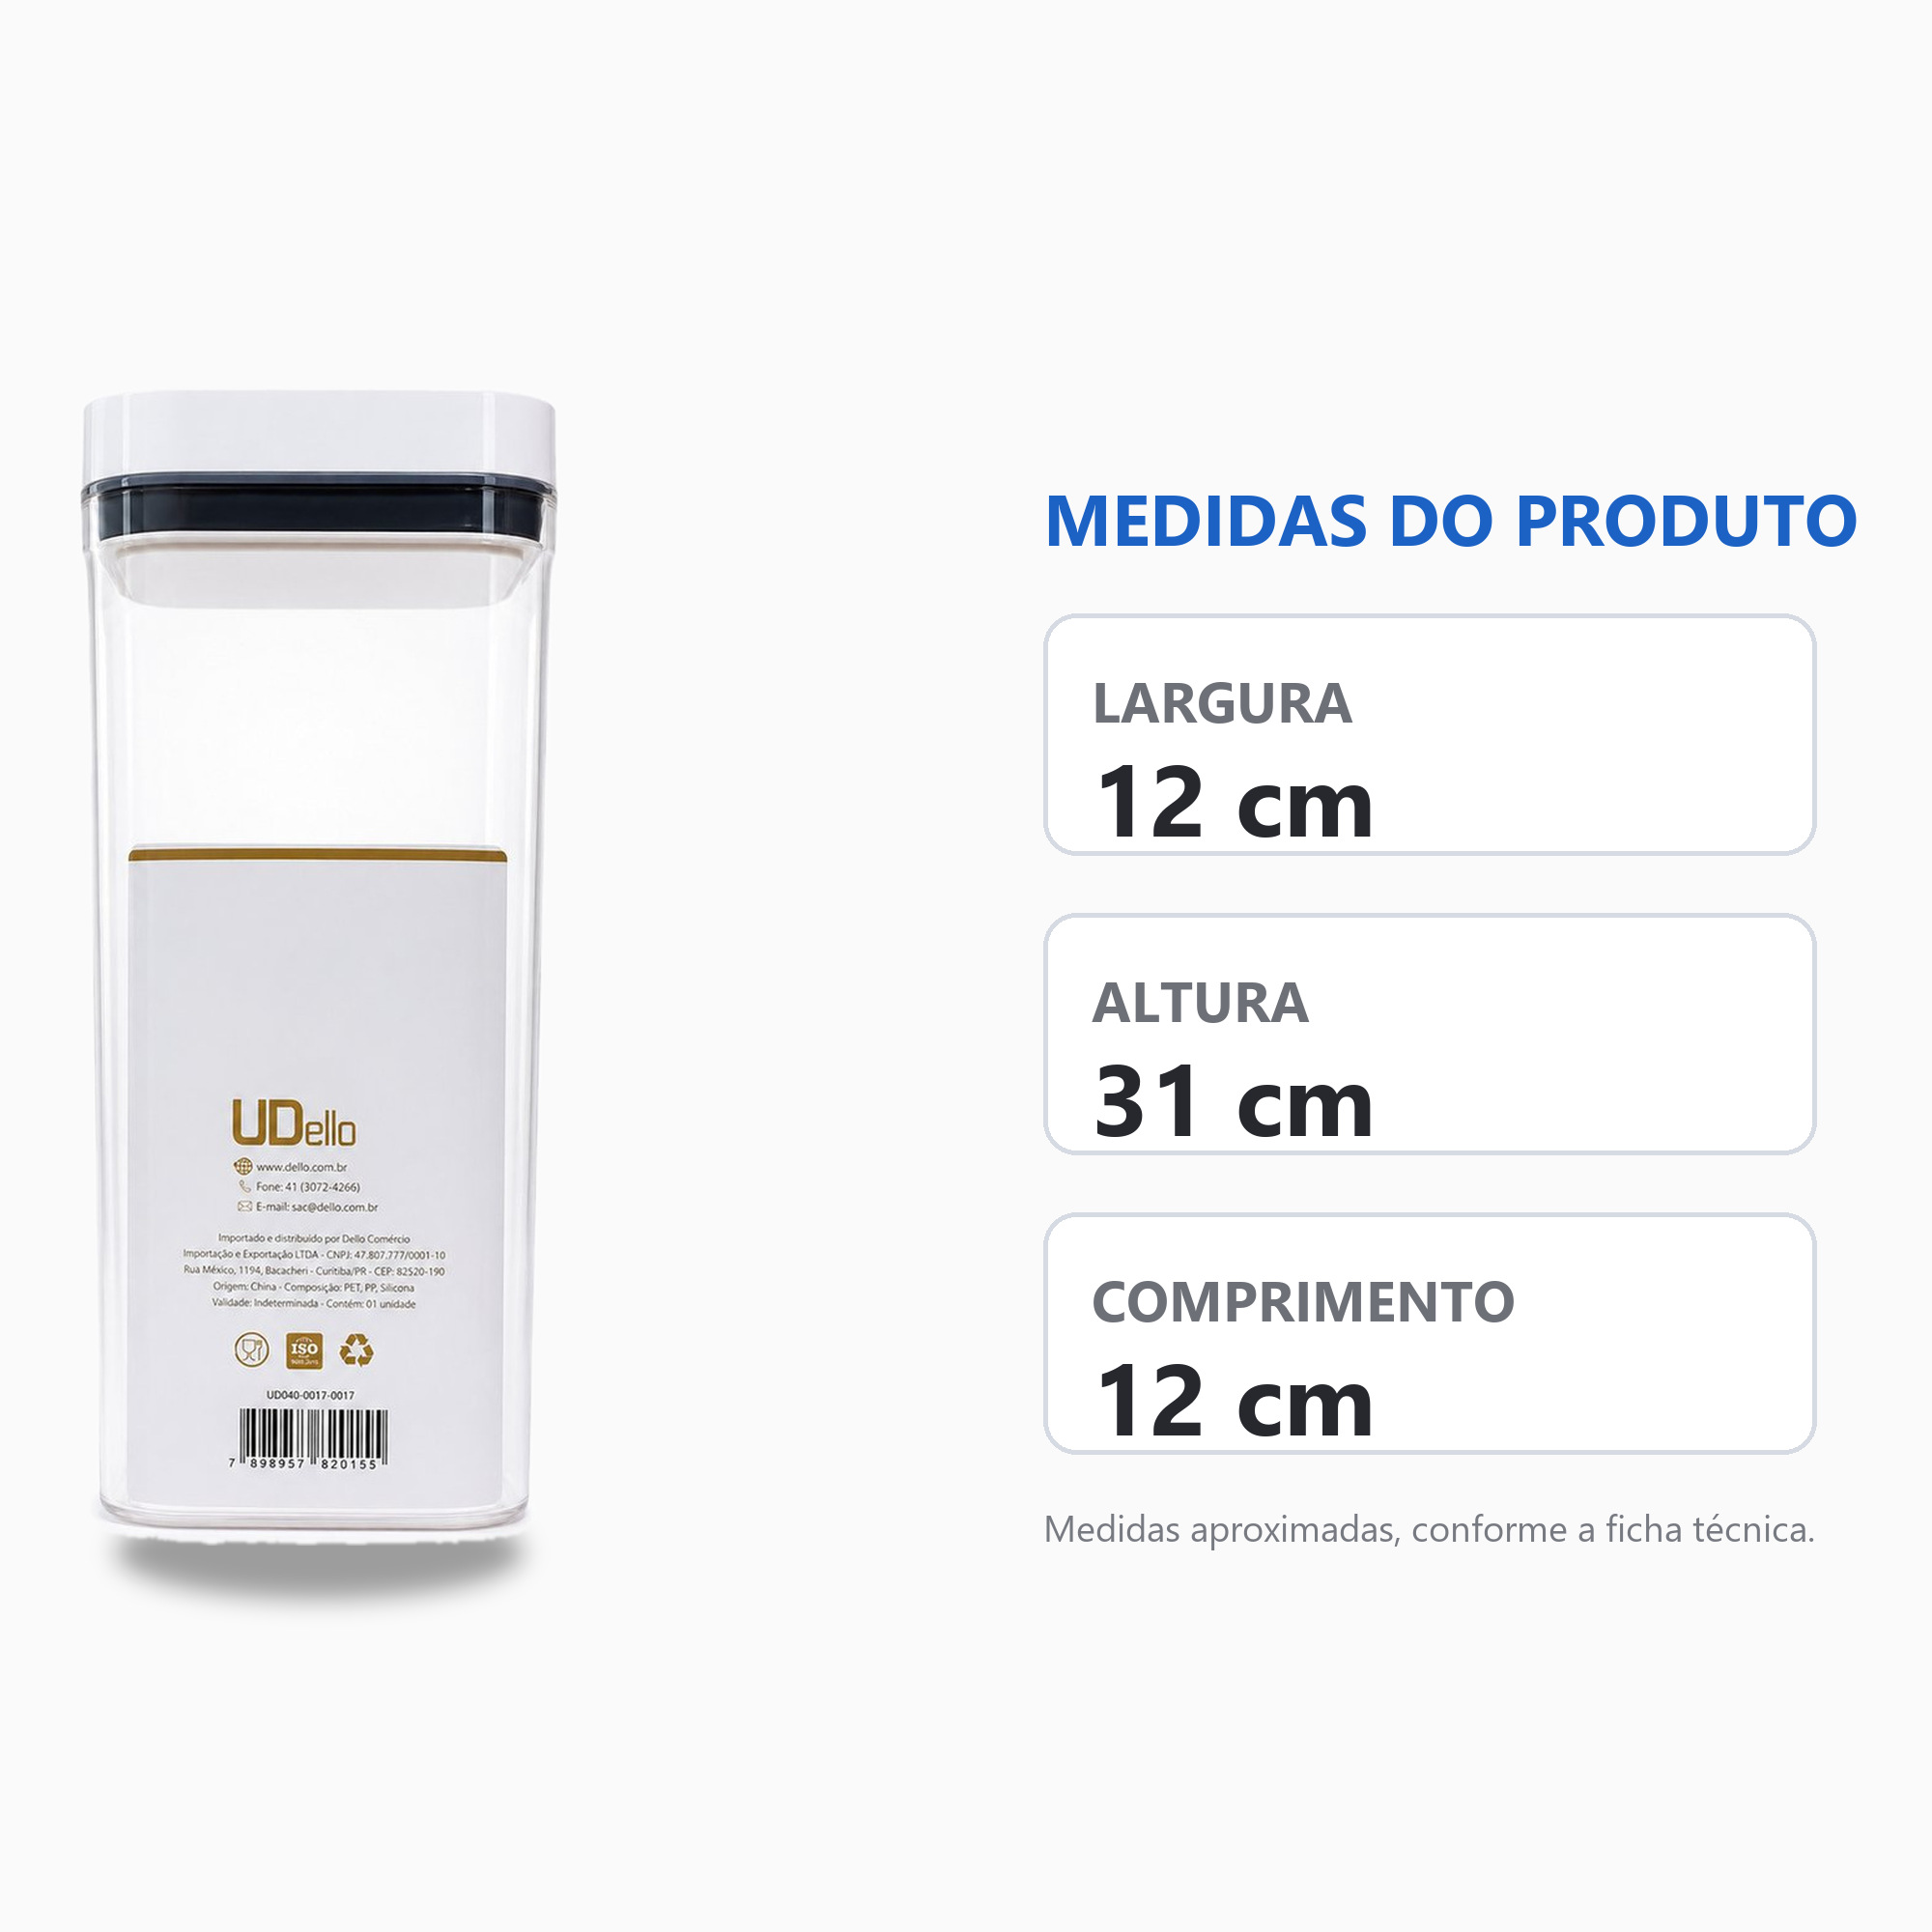 UDello
www.dello.com.br
Fone: 41 (3072-4266)
E-mail: sac@dello.com.br
Importado e distribuído por Dello Comércio
Importação e Exportação LTDA - CNPJ: 47.807.777/0001-10
Rua México, 1194, Bacacheri - Curitiba/PR - CEP: 82520-190
Origem: China - Composição: PET, PP, Silicona
Validade: Indeterminada - Contém: 01 unidade
ISO
UD040-0017-0017
7 898957 820155
MEDIDAS DO PRODUTO
LARGURA
12 cm
ALTURA
31 cm
COMPRIMENTO
12 cm
Medidas aproximadas, conforme a ficha técnica.